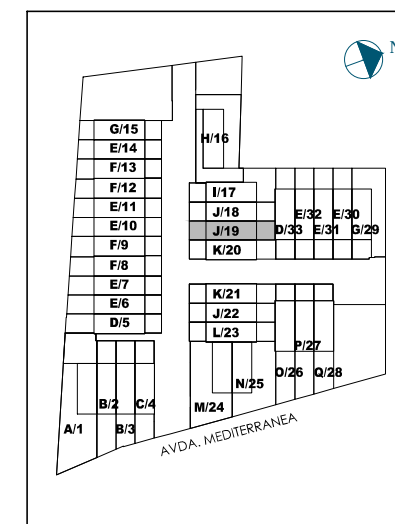 N
G/15
E/14
F/13
F/12
E/11
E/10
F/9
F/8
E/7
E/6
D/5
H/16
I/17
J/18
J/19
K/20
E/32 E/30
D/33 E/31 G/29
K/21
J/22
L/23
P/27
O/26 Q/28
N/25
M/24
B/2 C/4
A/1 B/3
AVDA. MEDITERRANEA